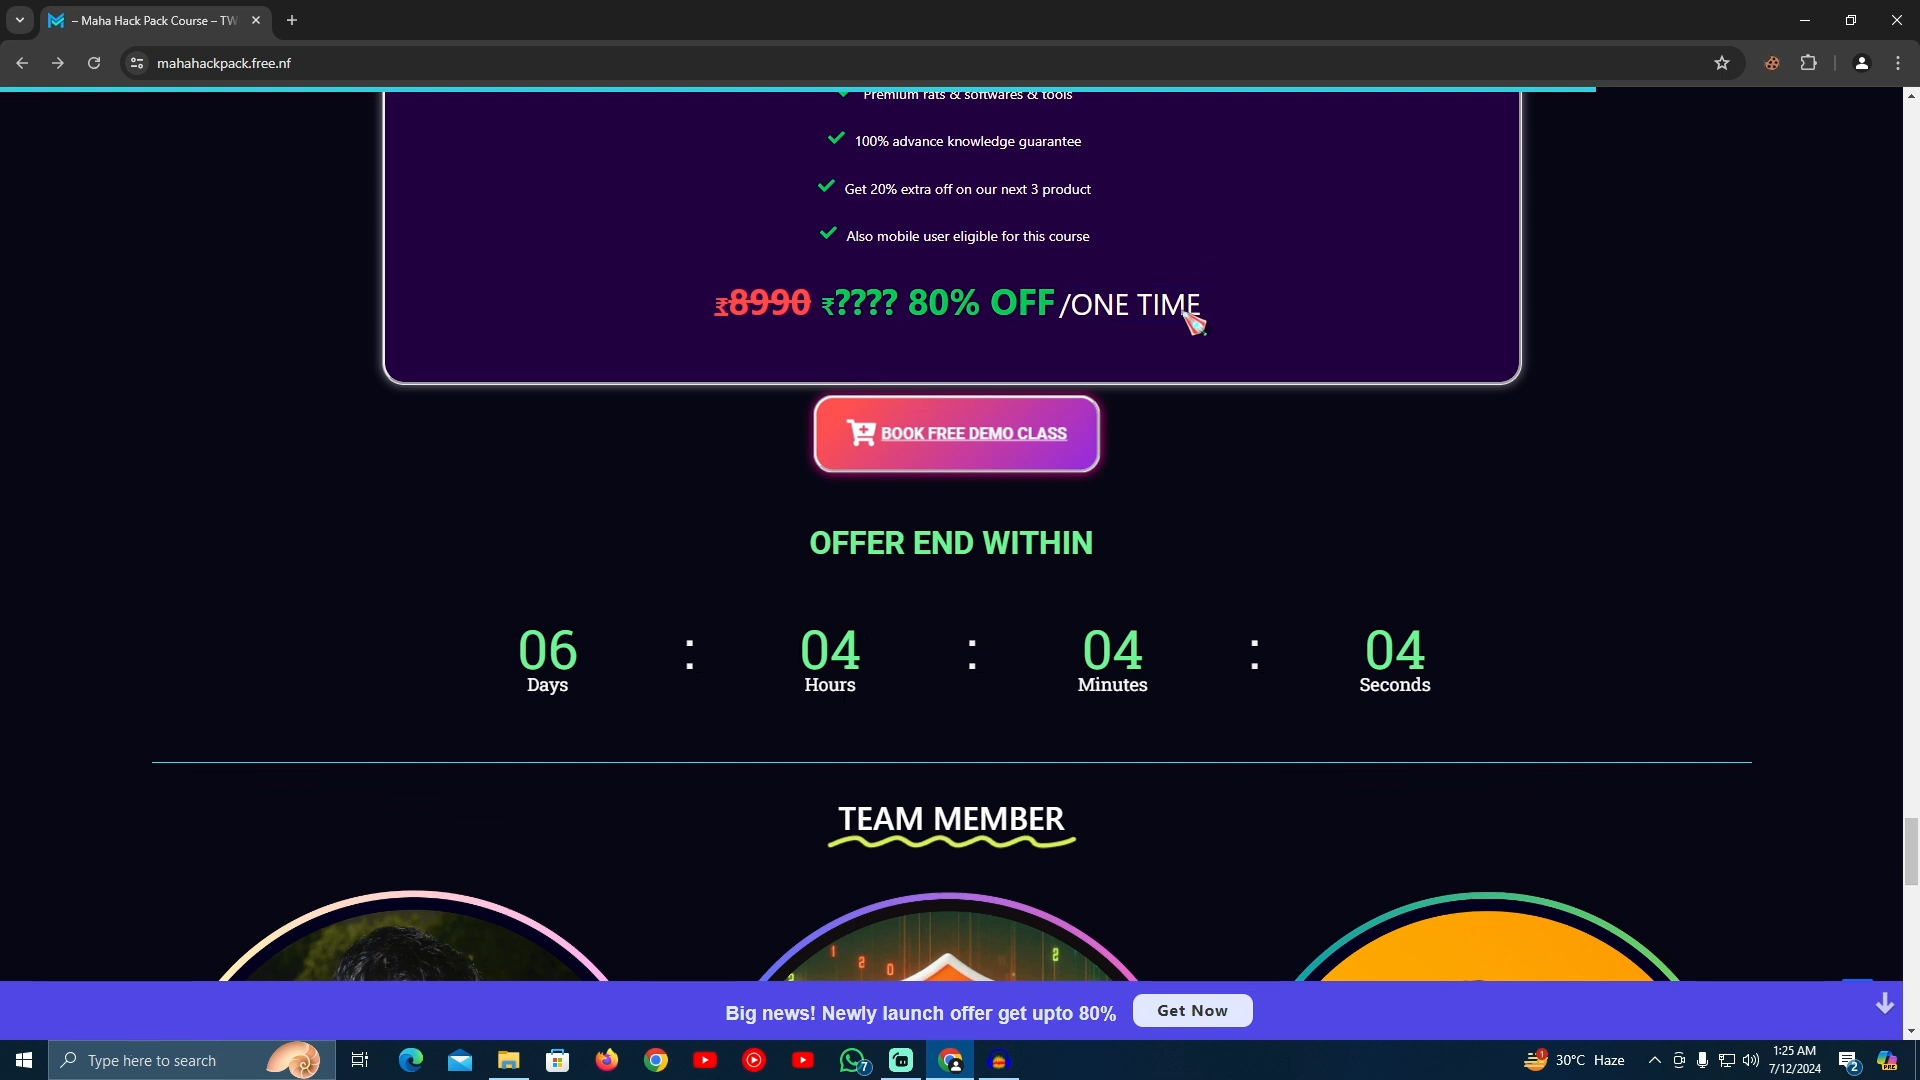 – Maha Hack Pack Course – TW
mahahackpack.free.nf
Premium rats & softwares & tools
100% advance knowledge guarantee
Get 20% extra off on our next 3 product
Also mobile user eligible for this course
₹8990 ₹???? 80% OFF/ONE TIME
BOOK FREE DEMO CLASS
OFFER END WITHIN
06 : 04 : 04 : 04
Days Hours Minutes Seconds
TEAM MEMBER
Big news! Newly launch offer get upto 80% Get Now
Type here to search
7
1
30°C Haze
1:25 AM
7/12/2024
2